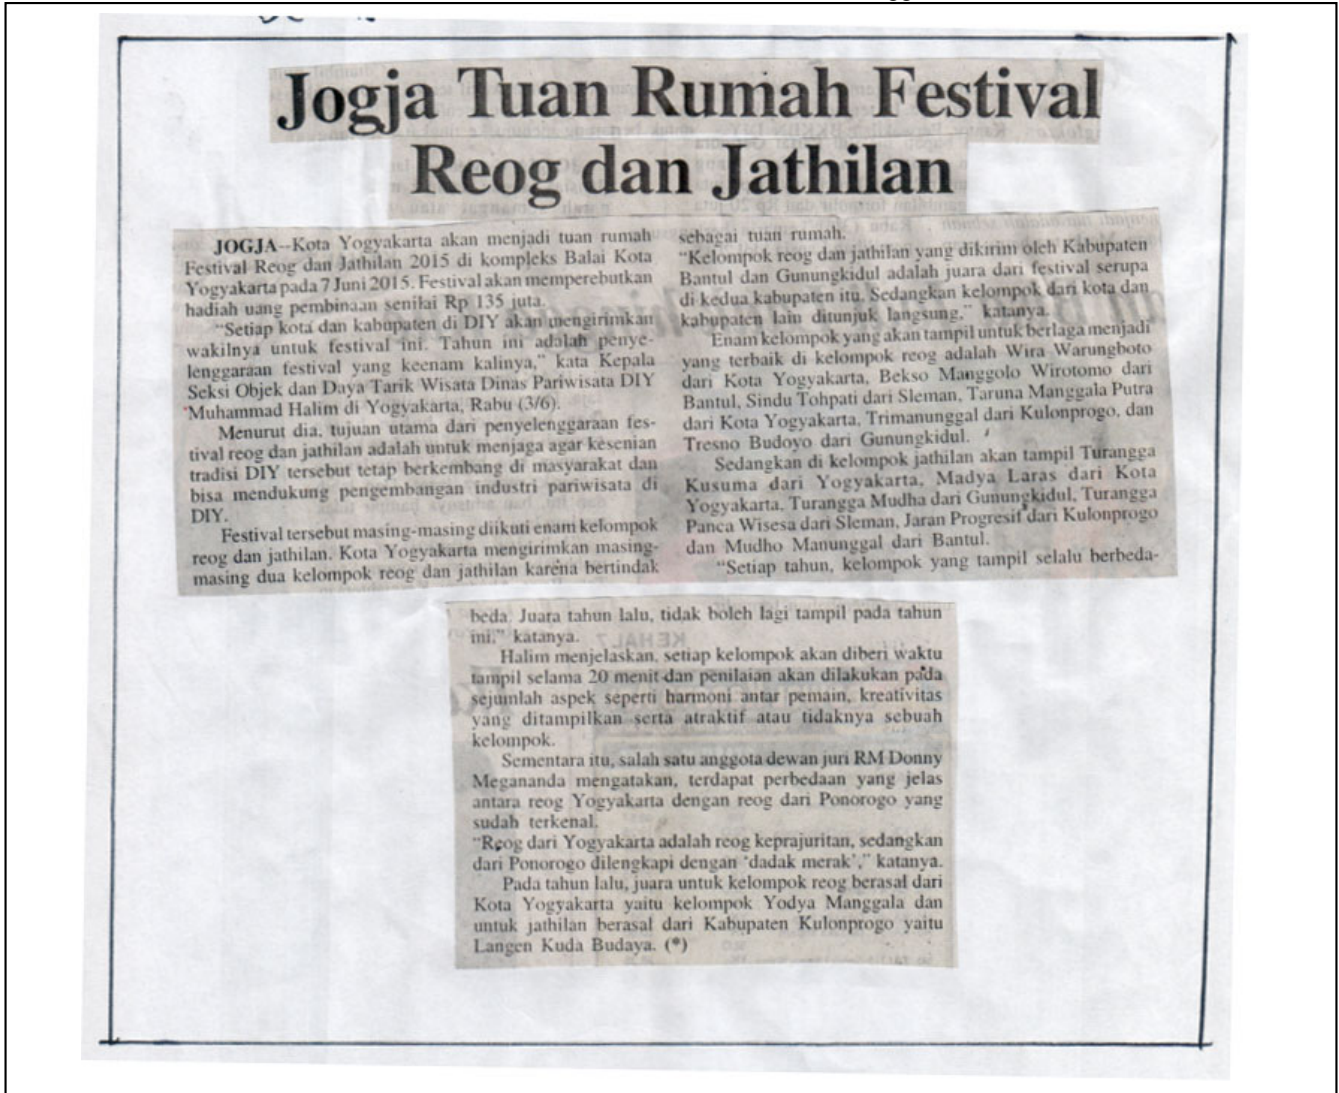 Jogja Tuan Rumah Festival
Reog dan Jathilan
JOGJA--Kota Yogyakarta akan menjadi tuan rumah
Festival Reog dan Jathilan 2015 di kompleks Balai Kota
Yogyakarta pada 7 Juni 2015. Festival akan memperebutkan
hadiah uang pembinaan senilai Rp 135 juta.
"Setiap kota dan kabupaten di DIY akan mengirimkan
wakilnya untuk festival ini. Tahun ini adalah penye-
lenggaraan festival yang keenam kalinya," kata Kepala
Seksi Objek dan Daya Tarik Wisata Dinas Pariwisata DIY
Muhammad Halim di Yogyakarta, Rabu (3/6).
Menurut dia, tujuan utama dari penyelenggaraan fes-
tival reog dan jathilan adalah untuk menjaga agar kesenian
tradisi DIY tersebut tetap berkembang di masyarakat dan
bisa mendukung pengembangan industri pariwisata di
DIY.
Festival tersebut masing-masing diikuti enam kelompok
reog dan jathilan. Kota Yogyakarta mengirimkan masing-
masing dua kelompok reog dan jathilan karena bertindak
sebagai tuan rumah.
"Kelompok reog dan jathilan yang dikirim oleh Kabupaten
Bantul dan Gunungkidul adalah juara dari festival serupa
di kedua kabupaten itu. Sedangkan kelompok dari kota dan
kabupaten lain ditunjuk langsung," katanya.
Enam kelompok yang akan tampil untuk berlaga menjadi
yang terbaik di kelompok reog adalah Wira Warungboto
dari Kota Yogyakarta, Bekso Manggolo Wirotomo dari
Bantul, Sindu Tohpati dari Sleman, Taruna Manggala Putra
dari Kota Yogyakarta, Trimanunggal dari Kulonprogo, dan
Tresno Budoyo dari Gunungkidul.
Sedangkan di kelompok jathilan akan tampil Turangga
Kusuma dari Yogyakarta, Madya Laras dari Kota
Yogyakarta, Turangga Mudha dari Gunungkidul, Turangga
Panca Wisesa dari Sleman, Jaran Progresif dari Kulonprogo
dan Mudho Manunggal dari Bantul.
"Setiap tahun, kelompok yang tampil selalu berbeda-
beda. Juara tahun lalu, tidak boleh lagi tampil pada tahun
ini," katanya.
Halim menjelaskan, setiap kelompok akan diberi waktu
tampil selama 20 menit dan penilaian akan dilakukan pada
sejumlah aspek seperti harmoni antar pemain, kreativitas
yang ditampilkan serta atraktif atau tidaknya sebuah
kelompok.
Sementara itu, salah satu anggota dewan juri RM Donny
Megananda mengatakan, terdapat perbedaan yang jelas
antara reog Yogyakarta dengan reog dari Ponorogo yang
sudah terkenal.
"Reog dari Yogyakarta adalah reog keprajuritan, sedangkan
dari Ponorogo dilengkapi dengan 'dadak merak'," katanya.
Pada tahun lalu, juara untuk kelompok reog berasal dari
Kota Yogyakarta yaitu kelompok Yodya Manggala dan
untuk jathilan berasal dari Kabupaten Kulonprogo yaitu
Langen Kuda Budaya. (*)